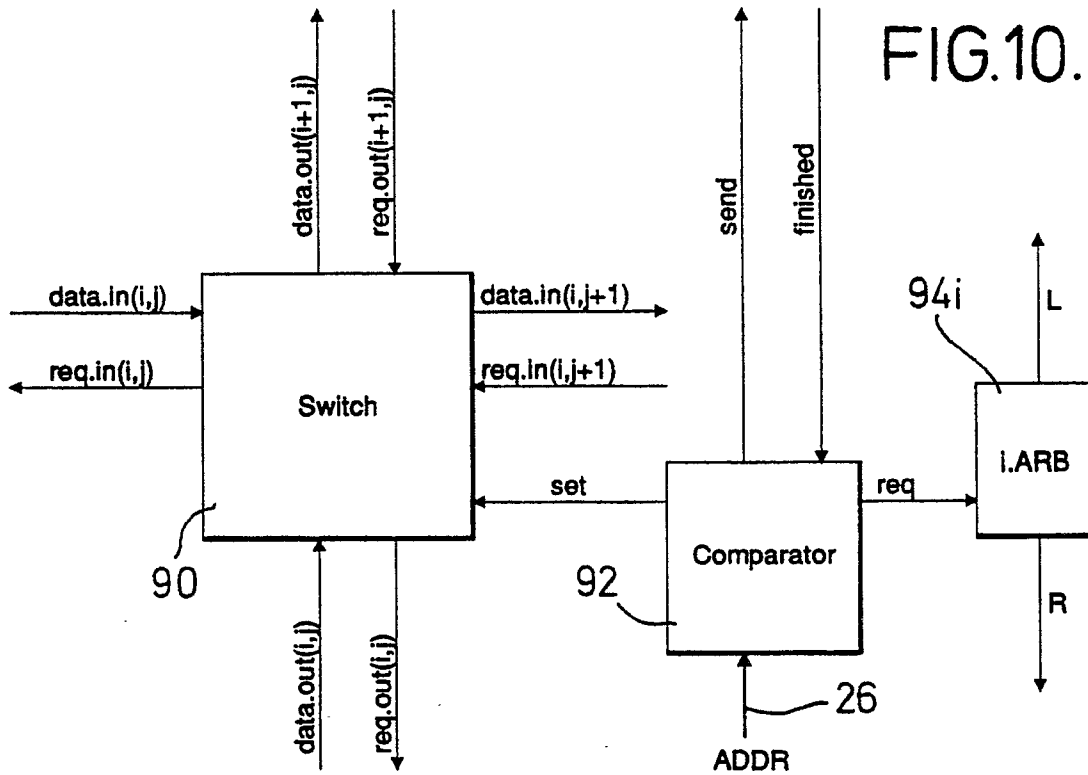 FIG.10.
data.out(i+1,j)
req.out(i+1,j)
send
finished
data.in(i,j)
data.in(i,j+1)
94i
L
req.in(i,j)
req.in(i,j+1)
Switch
i.ARB
set
req
Comparator
90
92
R
data.out(i,j)
req.out(i,j)
26
ADDR